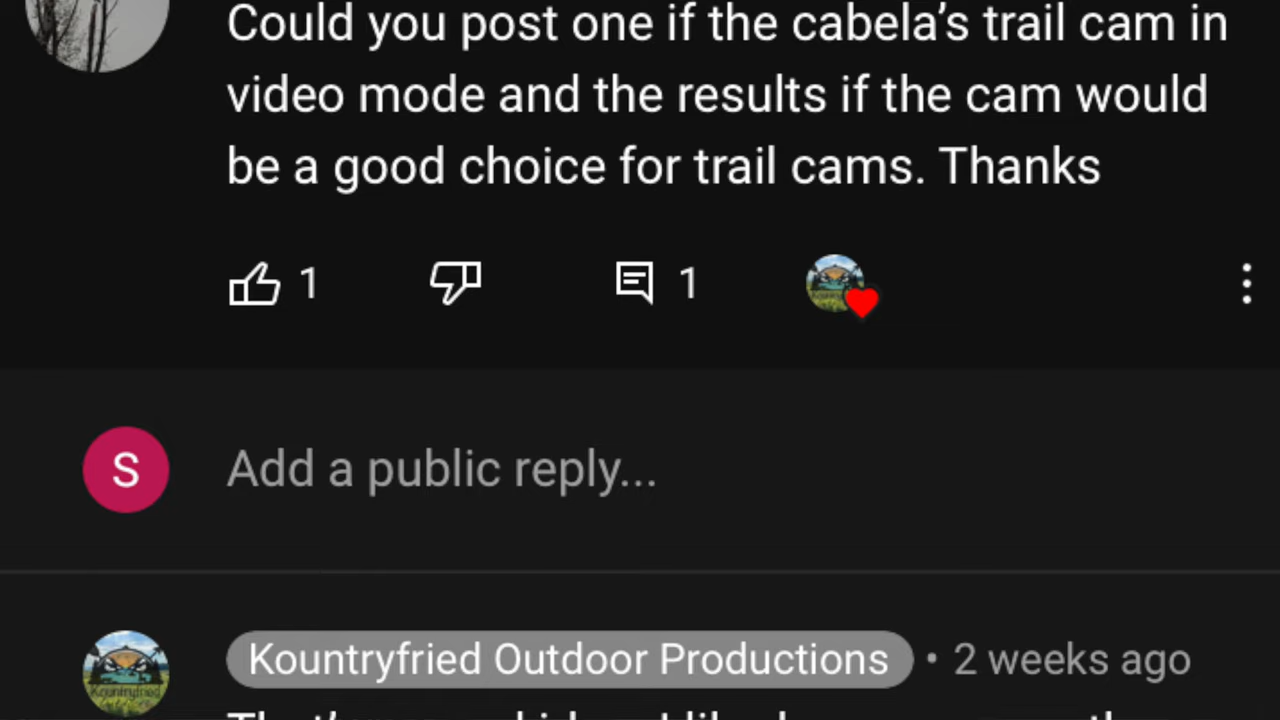 Could you post one if the cabela’s trail cam in
video mode and the results if the cam would
be a good choice for trail cams. Thanks
1 1
S Add a public reply...
Kountryfried Outdoor Productions • 2 weeks ago